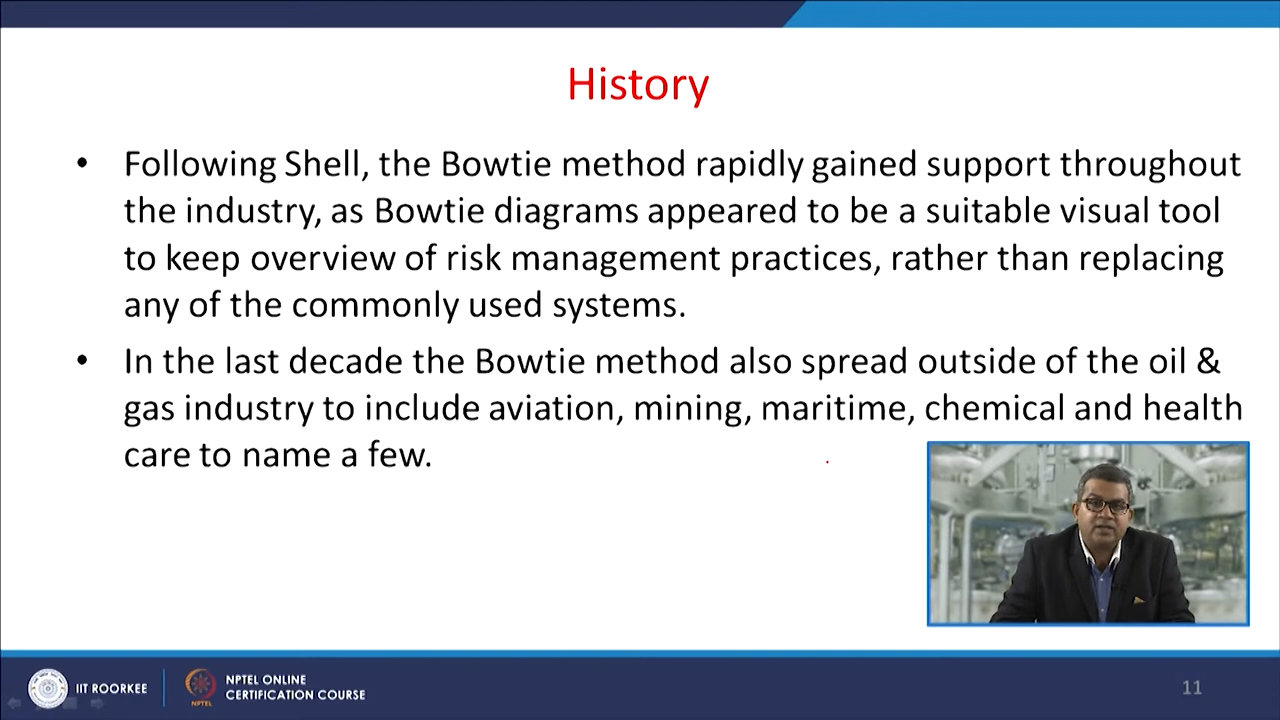 History
• Following Shell, the Bowtie method rapidly gained support throughout
the industry, as Bowtie diagrams appeared to be a suitable visual tool
to keep overview of risk management practices, rather than replacing
any of the commonly used systems.
• In the last decade the Bowtie method also spread outside of the oil &
gas industry to include aviation, mining, maritime, chemical and health
care to name a few.
IIT ROORKEE
NPTEL
NPTEL ONLINE
CERTIFICATION COURSE
11